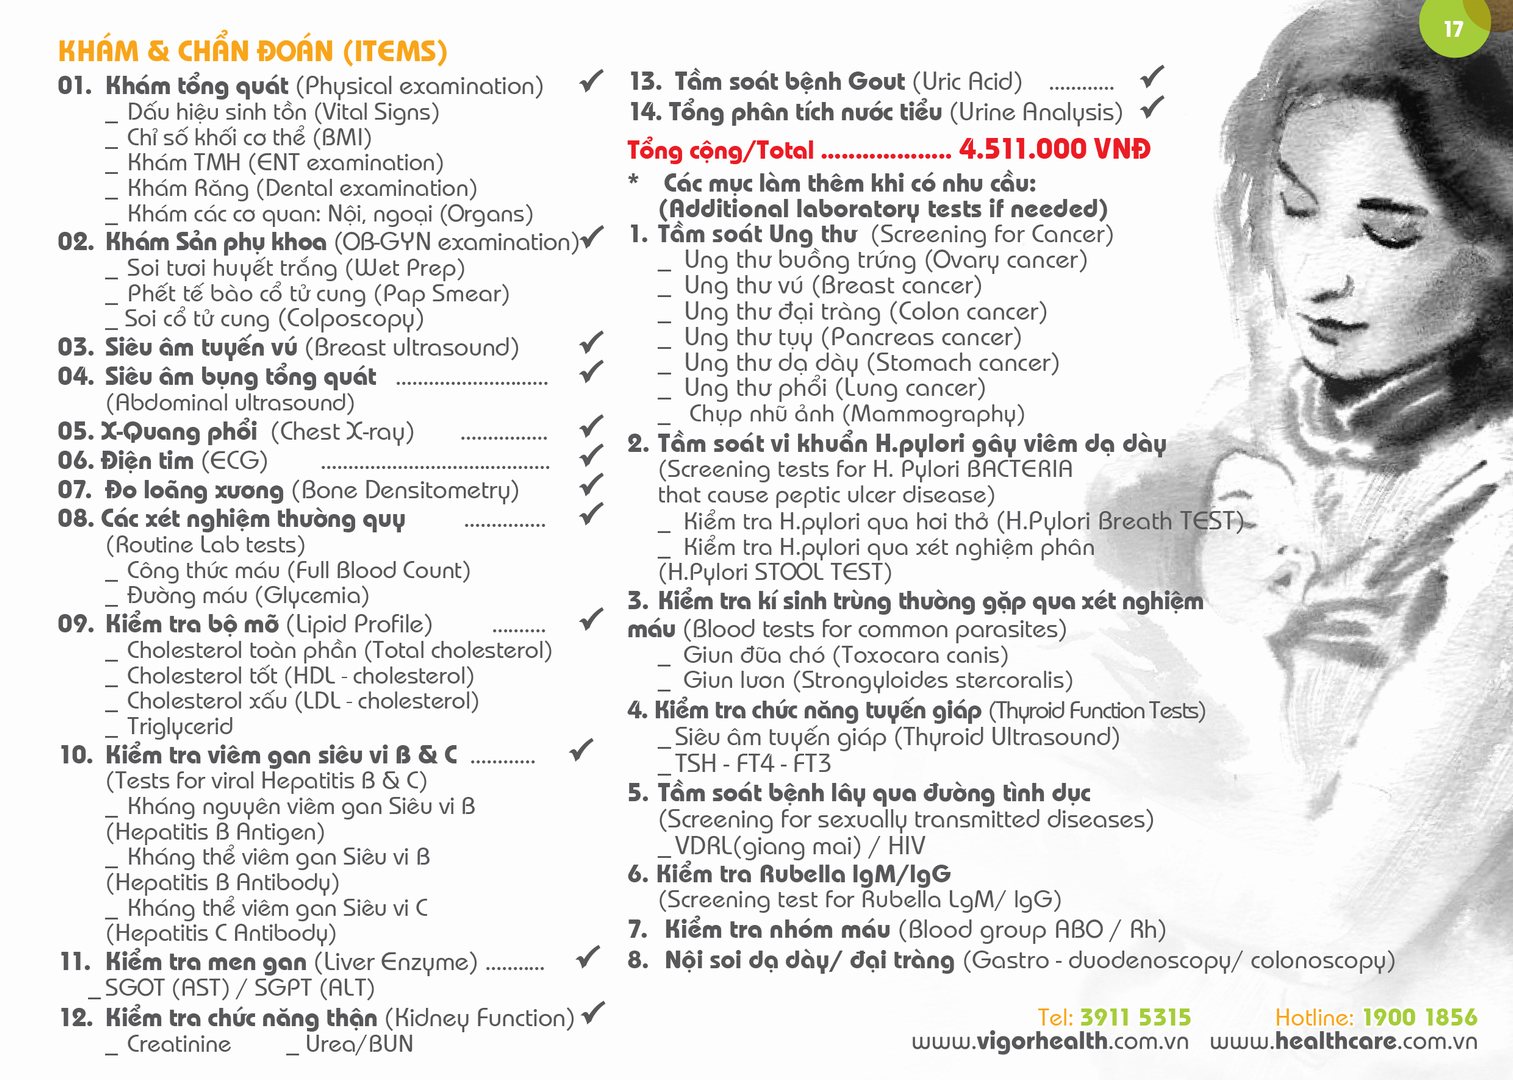 17
KHÁM & CHẨN ĐOÁN (ITEMS)
01. Khám tổng quát (Physical examination) ✓
_ Dấu hiệu sinh tồn (Vital Signs)
_ Chỉ số khối cơ thể (BMI)
_ Khám TMH (ENT examination)
_ Khám Răng (Dental examination)
_ Khám các cơ quan: Nội, ngoại (Organs)
02. Khám Sản phụ khoa (OB-GYN examination) ✓
_ Soi tươi huyết trắng (Wet Prep)
_ Phết tế bào cổ tử cung (Pap Smear)
_ Soi cổ tử cung (Colposcopy)
03. Siêu âm tuyến vú (Breast ultrasound) ✓
04. Siêu âm bụng tổng quát ............................ ✓
(Abdominal ultrasound)
05. X-Quang phổi (Chest X-ray) ................ ✓
06. Điện tim (ECG) .......................................... ✓
07. Đo loãng xương (Bone Densitometry) ✓
08. Các xét nghiệm thường quy ............... ✓
(Routine Lab tests)
_ Công thức máu (Full Blood Count)
_ Đường máu (Glycemia)
09. Kiểm tra bộ mõ (Lipid Profile) .......... ✓
_ Cholesterol toàn phần (Total cholesterol)
_ Cholesterol tốt (HDL - cholesterol)
_ Cholesterol xấu (LDL - cholesterol)
_ Triglycerid
10. Kiểm tra viêm gan siêu vi B & C ............ ✓
(Tests for viral Hepatitis B & C)
_ Kháng nguyên viêm gan Siêu vi B
(Hepatitis B Antigen)
_ Kháng thể viêm gan Siêu vi B
(Hepatitis B Antibody)
_ Kháng thể viêm gan Siêu vi C
(Hepatitis C Antibody)
11. Kiểm tra men gan (Liver Enzyme) ........... ✓
_ SGOT (AST) / SGPT (ALT)
12. Kiểm tra chức năng thận (Kidney Function) ✓
_ Creatinine _ Urea/BUN
13. Tầm soát bệnh Gout (Uric Acid) ............ ✓
14. Tổng phân tích nước tiểu (Urine Analysis) ✓
Tổng cộng/Total ................... 4.511.000 VNĐ
* Các mục làm thêm khi có nhu cầu:
(Additional laboratory tests if needed)
1. Tầm soát Ung thư (Screening for Cancer)
_ Ung thư buồng trứng (Ovary cancer)
_ Ung thư vú (Breast cancer)
_ Ung thư đại tràng (Colon cancer)
_ Ung thư tụy (Pancreas cancer)
_ Ung thư dạ dày (Stomach cancer)
_ Ung thư phổi (Lung cancer)
_ Chụp nhũ ảnh (Mammography)
2. Tầm soát vi khuẩn H.pylori gây viêm dạ dày
(Screening tests for H. Pylori BACTERIA
that cause peptic ulcer disease)
_ Kiểm tra H.pylori qua hơi thở (H.Pylori Breath TEST)
_ Kiểm tra H.pylori qua xét nghiệm phân
(H.Pylori STOOL TEST)
3. Kiểm tra kí sinh trùng thường gặp qua xét nghiệm
máu (Blood tests for common parasites)
_ Giun đũa chó (Toxocara canis)
_ Giun lươn (Strongyloides stercoralis)
4. Kiểm tra chức năng tuyến giáp (Thyroid Function Tests)
_ Siêu âm tuyến giáp (Thyroid Ultrasound)
_ TSH - FT4 - FT3
5. Tầm soát bệnh lây qua đường tình dục
(Screening for sexually transmitted diseases)
_ VDRL(giang mai) / HIV
6. Kiểm tra Rubella IgM/IgG
(Screening test for Rubella LgM/ IgG)
7. Kiểm tra nhóm máu (Blood group ABO / Rh)
8. Nội soi dạ dày/ đại tràng (Gastro - duodenoscopy/ colonoscopy)
Tel: 3911 5315 Hotline: 1900 1856
www.vigorhealth.com.vn www.healthcare.com.vn